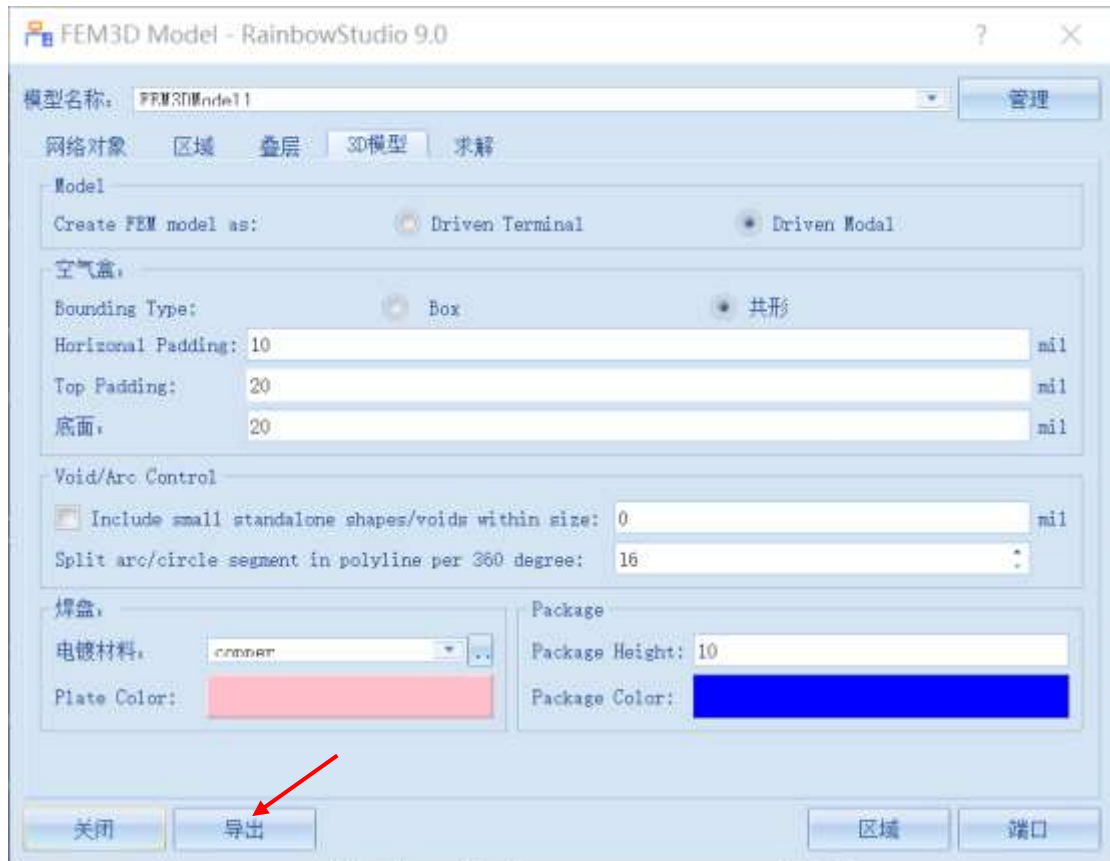 FEM3D Model - RainbowStudio 9.0 ?
模型名称： FEM3DModel1 管理
网络对象 区域 叠层 3D模型 求解
Model
Create FEM model as: Driven Terminal Driven Modal
空气盒：
Bounding Type: Box 共形
Horizonal Padding: 10 mil
Top Padding: 20 mil
底面： 20 mil
Void/Arc Control
Include small standalone shapes/voids within size: 0 mil
Split arc/circle segment in polyline per 360 degree: 16
焊盘： Package
电镀材料： copper .. Package Height: 10
Plate Color: Package Color:
关闭 导出 区域 端口